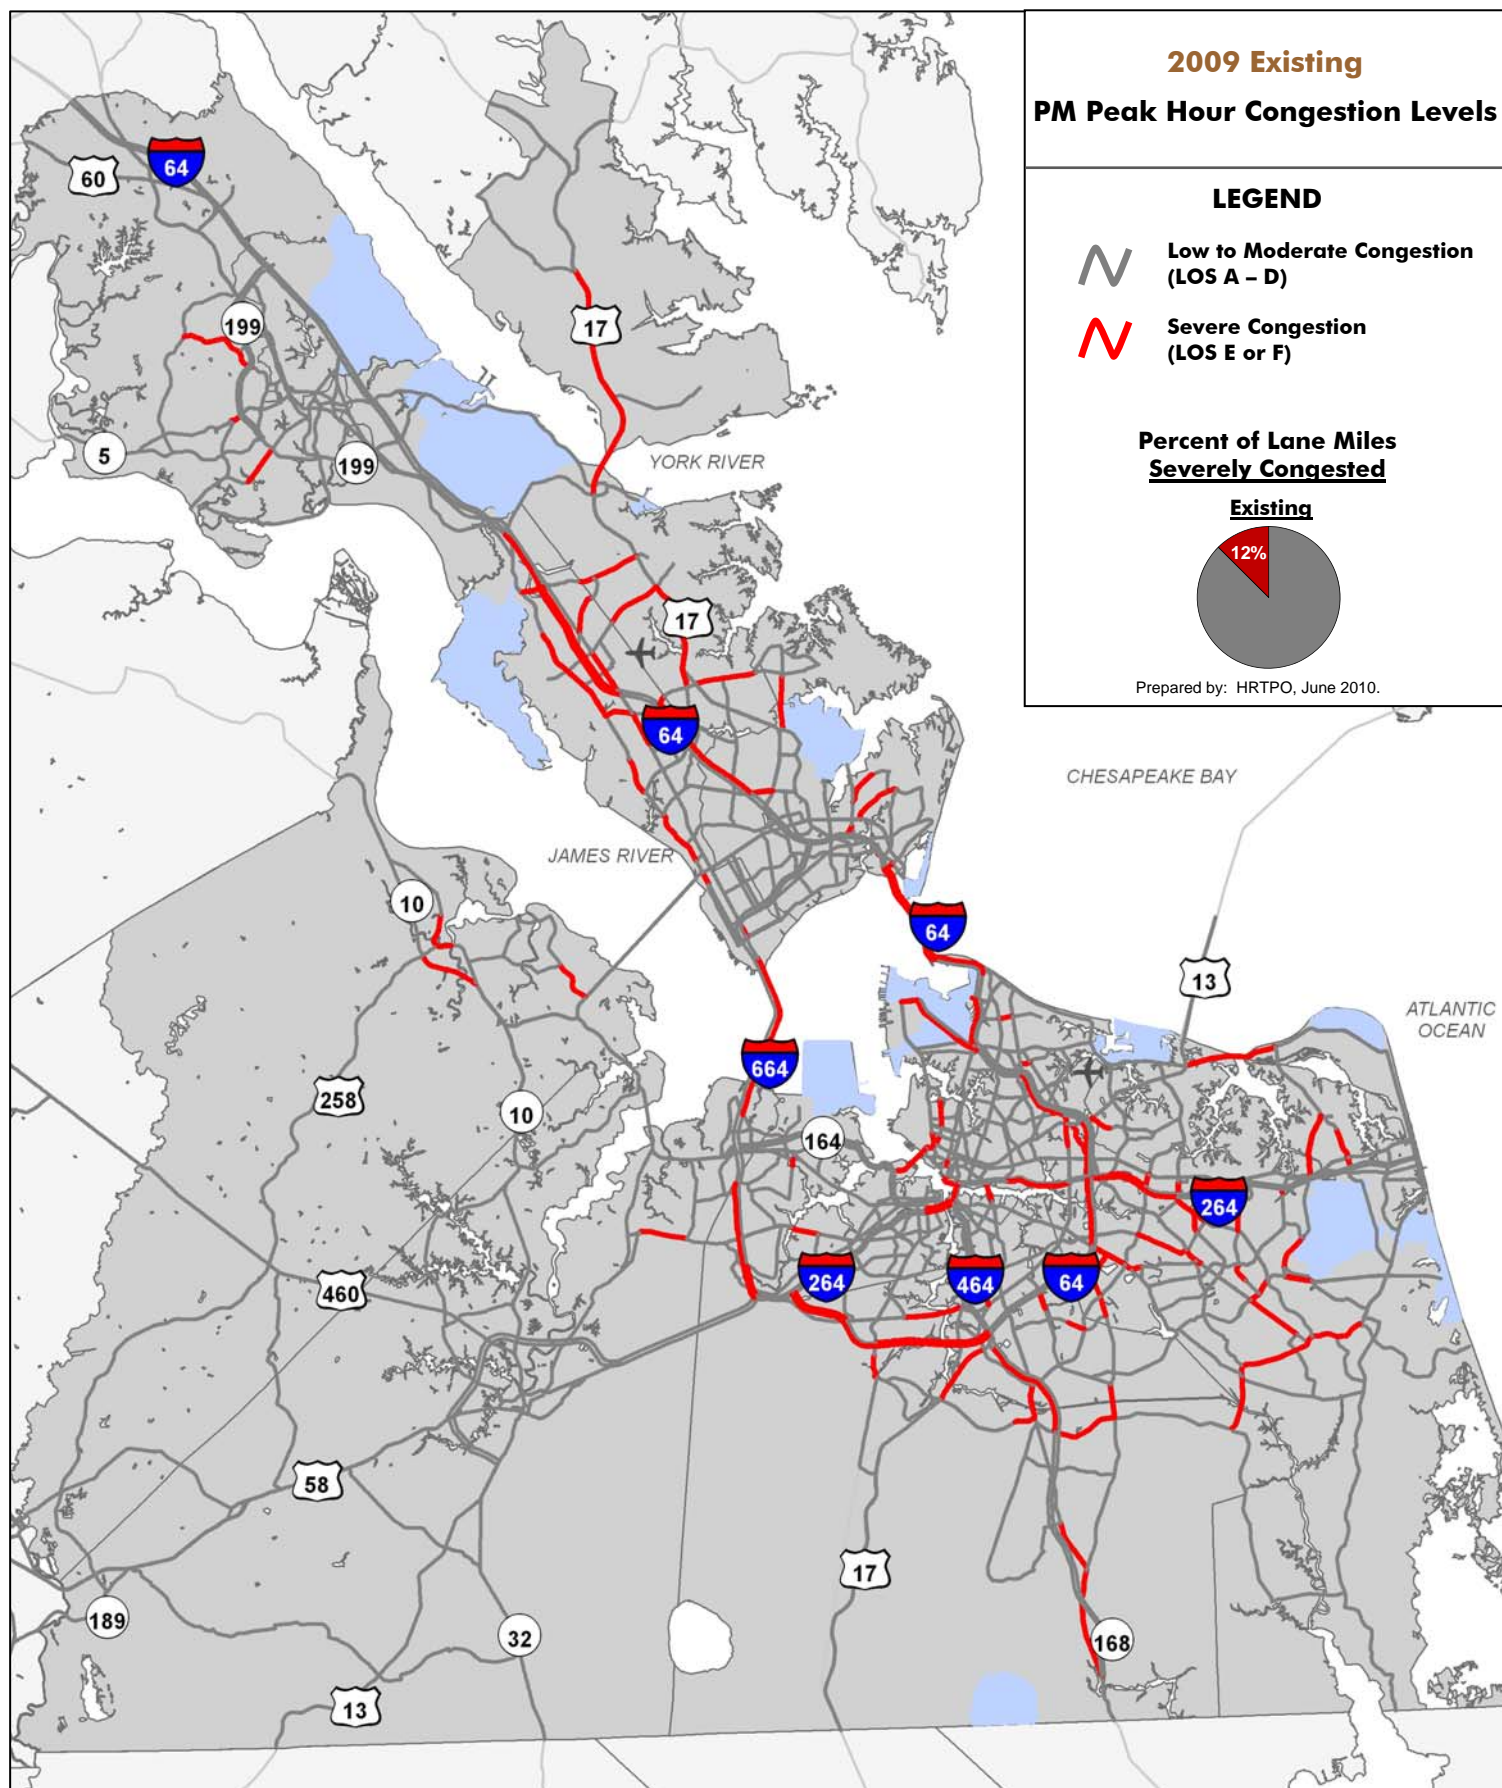 2009 Existing
PM Peak Hour Congestion Levels
LEGEND
Low to Moderate Congestion
(LOS A – D)
Severe Congestion
(LOS E or F)
Percent of Lane Miles
Severely Congested
Existing
12%
Prepared by: HRTPO, June 2010.
64
60
199
17
5
199
YORK RIVER
17
64
CHESAPEAKE BAY
JAMES RIVER
10
64
13
ATLANTIC
OCEAN
664
258
10
164
264
460
264
464
64
58
17
189
32
168
13